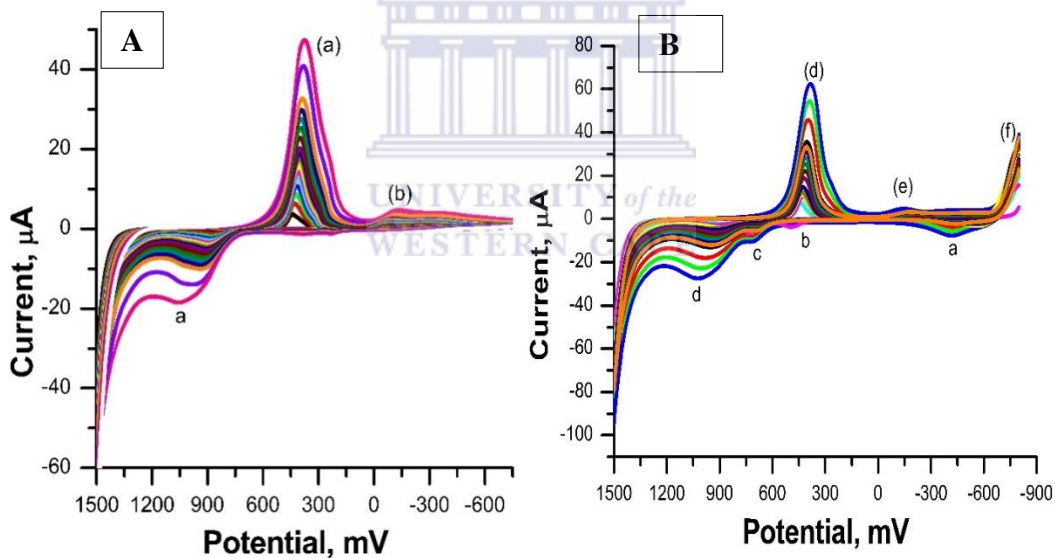 A
(a)
(b)
a
40
20
0
-20
-40
-60
Current, µA
1500 1200 900 600 300 0 -300 -600
Potential, mV
B
(d)
(f)
(e)
a
b
c
d
80
60
40
20
0
-20
-40
-60
-80
-100
Current, µA
1500 1200 900 600 300 0 -300 -600 -900
Potential, mV
UNIVERSITY of the
WESTERN C